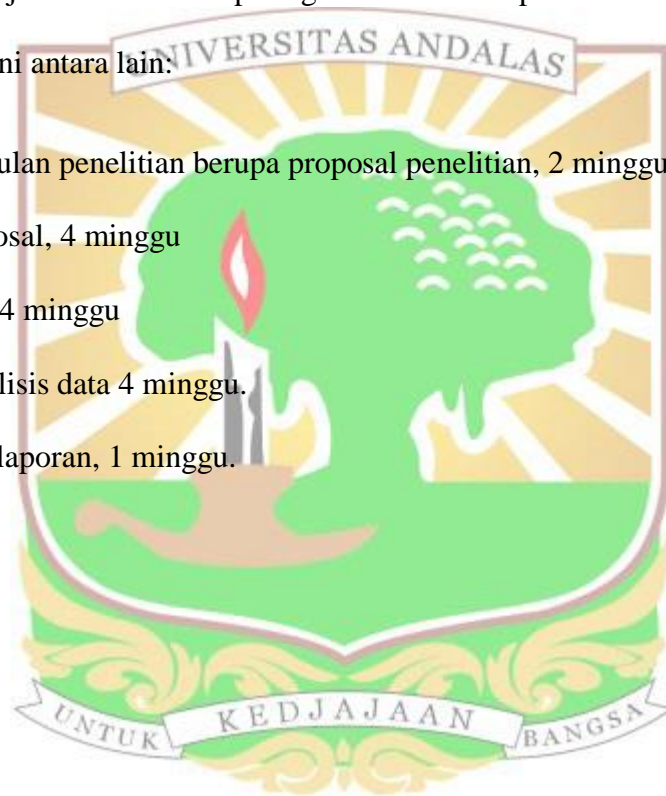 UNIVERSITAS ANDALAS
ni antara lain:
ulan penelitian berupa proposal penelitian, 2 minggu
osal, 4 minggu
4 minggu
lisis data 4 minggu.
laporan, 1 minggu.
UNTUK KEDJAJAAN BANGSA